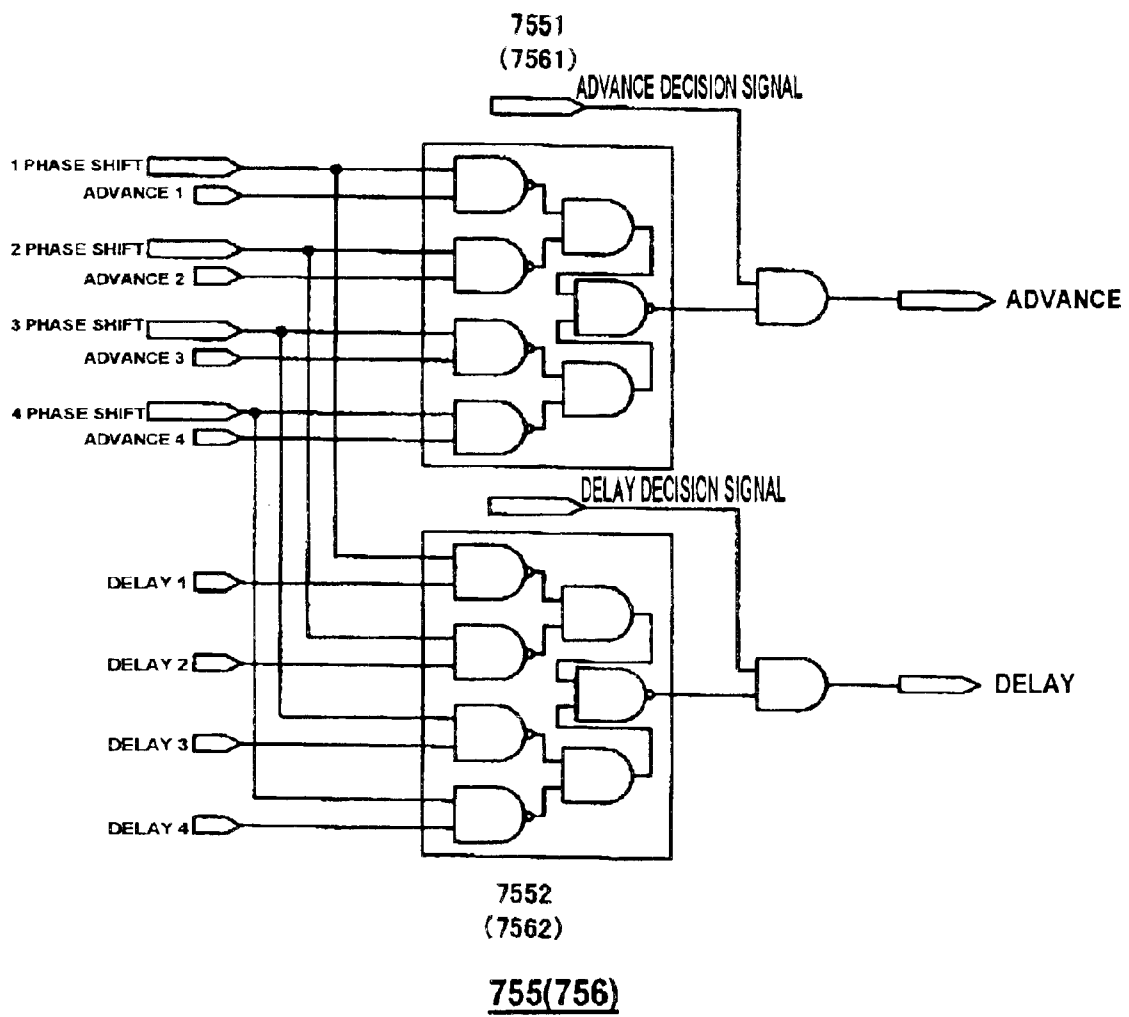 7551
(7561)
ADVANCE DECISION SIGNAL
1 PHASE SHIFT
ADVANCE 1
2 PHASE SHIFT
ADVANCE 2
ADVANCE
3 PHASE SHIFT
ADVANCE 3
4 PHASE SHIFT
ADVANCE 4
DELAY DECISION SIGNAL
DELAY 1
DELAY 2
DELAY
DELAY 3
DELAY 4
7552
(7562)
755(756)